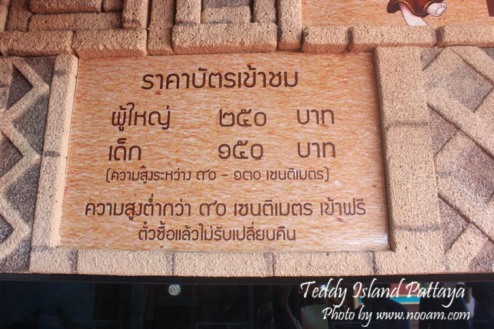 ราคาบัตรเข้าชม
ผู้ใหญ่ ๒๕๐ บาท
เด็ก ๑๕๐ บาท
(ความสูงระหว่าง ๙๐ - ๑๓๐ เซนติเมตร)
ความสูงต่ำกว่า ๙๐ เซนติเมตร เข้าฟรี
ตั๋วซื้อแล้วไม่รับเปลี่ยนคืน
Teddy Island Pattaya
Photo by www.nooam.com